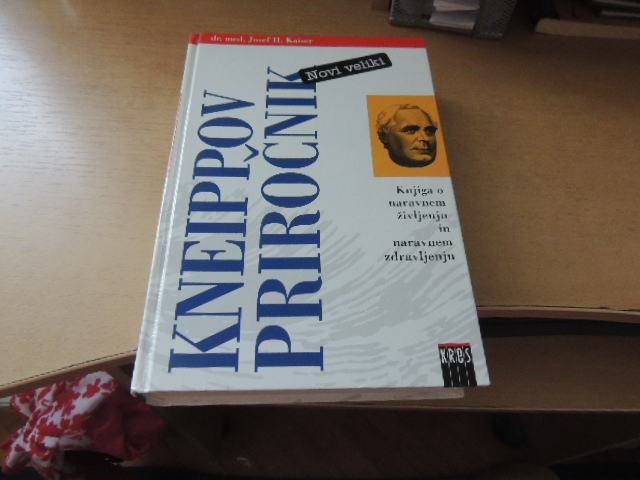 dr. med. Josef H. Kaiser
Novi veliki
KNEIPPOV
PRIROČNIK
Knjiga o
naravnem
življenju
in
naravnem
zdravljenju
KRES